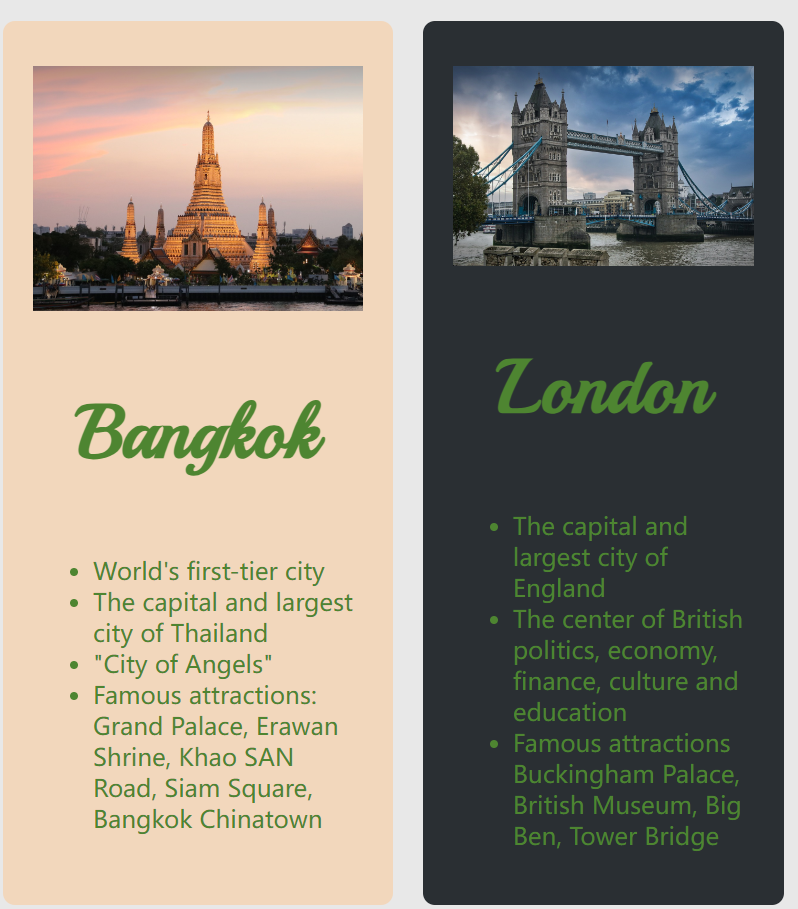 Bangkok
World's first-tier city
The capital and largest
city of Thailand
"City of Angels"
Famous attractions:
Grand Palace, Erawan
Shrine, Khao SAN
Road, Siam Square,
Bangkok Chinatown
London
The capital and
largest city of
England
The center of British
politics, economy,
finance, culture and
education
Famous attractions
Buckingham Palace,
British Museum, Big
Ben, Tower Bridge